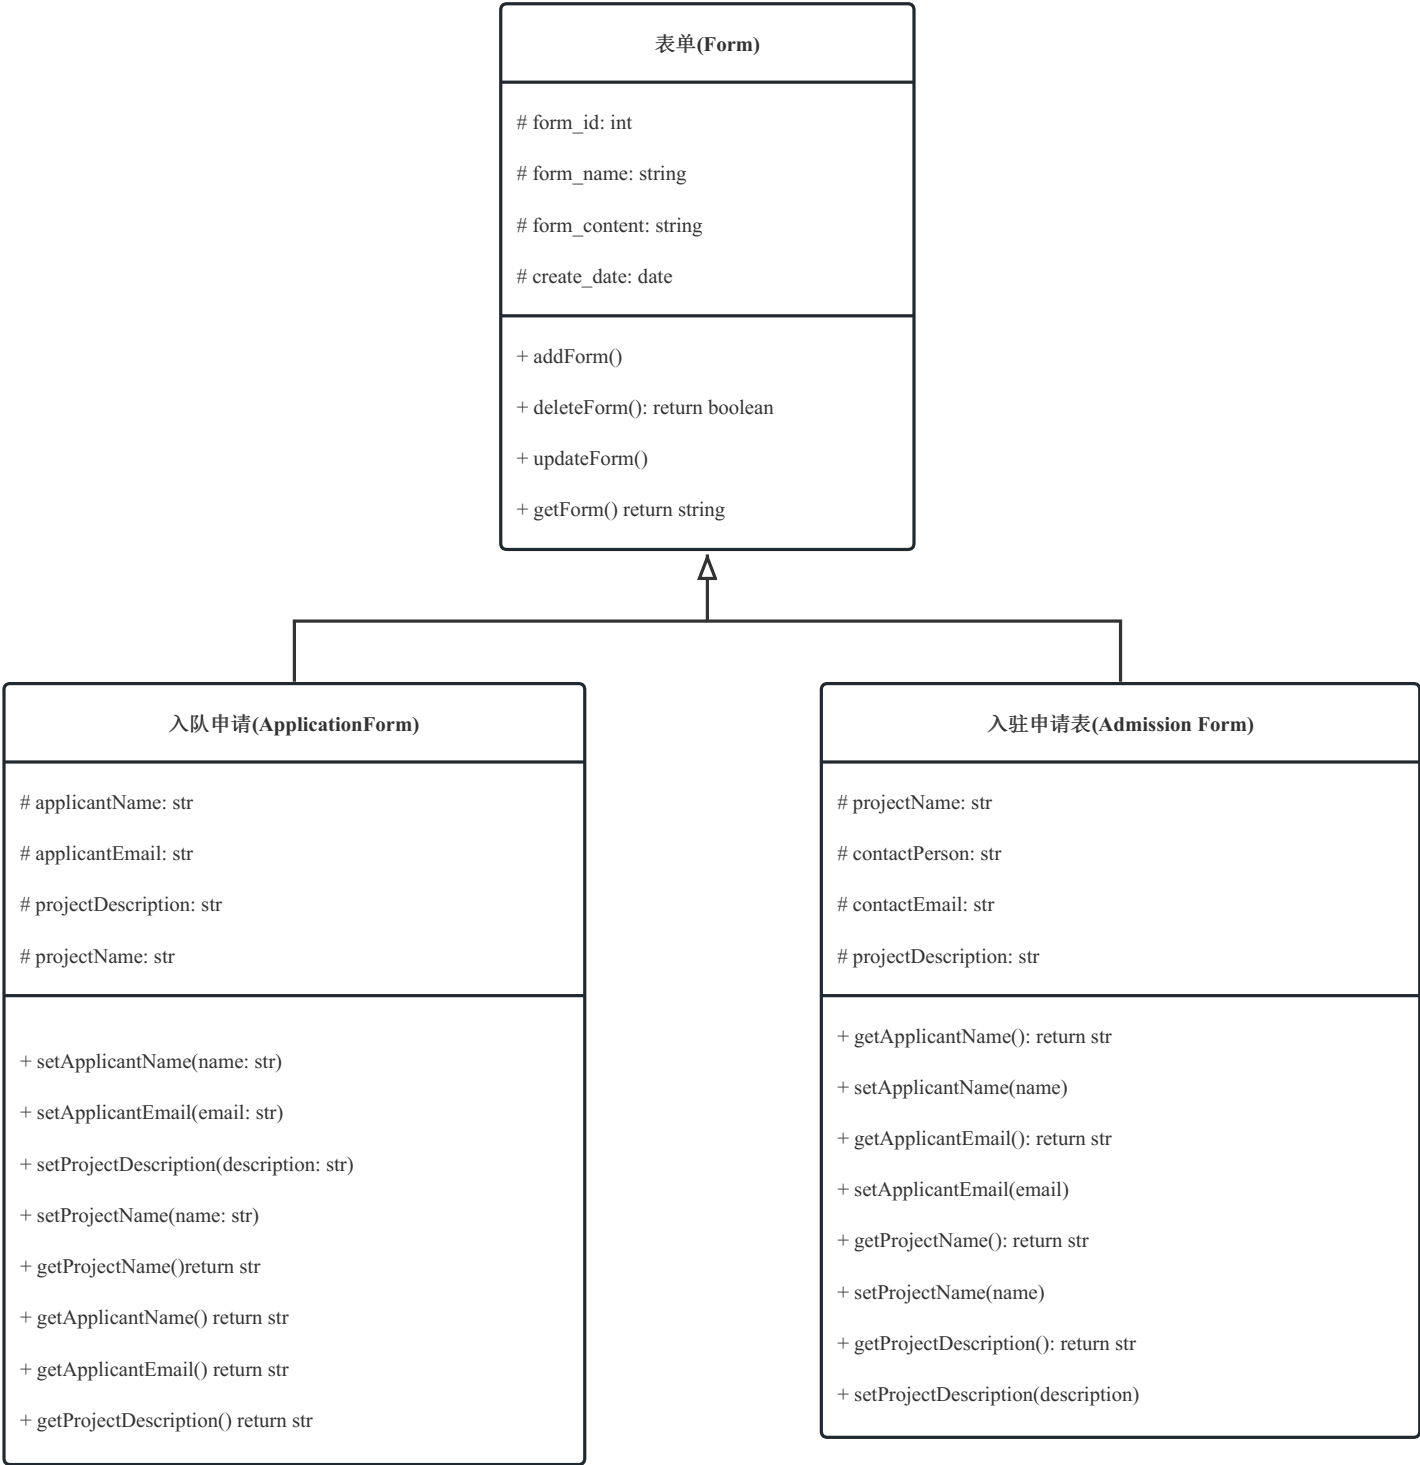 表单(Form)
# form_id: int
# form_name: string
# form_content: string
# create_date: date
+ addForm()
+ deleteForm(): return boolean
+ updateForm()
+ getForm() return string
入队申请(ApplicationForm)
# applicantName: str
# applicantEmail: str
# projectDescription: str
# projectName: str
+ setApplicantName(name: str)
+ setApplicantEmail(email: str)
+ setProjectDescription(description: str)
+ setProjectName(name: str)
+ getProjectName()return str
+ getApplicantName() return str
+ getApplicantEmail() return str
+ getProjectDescription() return str
入驻申请表(Admission Form)
# projectName: str
# contactPerson: str
# contactEmail: str
# projectDescription: str
+ getApplicantName(): return str
+ setApplicantName(name)
+ getApplicantEmail(): return str
+ setApplicantEmail(email)
+ getProjectName(): return str
+ setProjectName(name)
+ getProjectDescription(): return str
+ setProjectDescription(description)